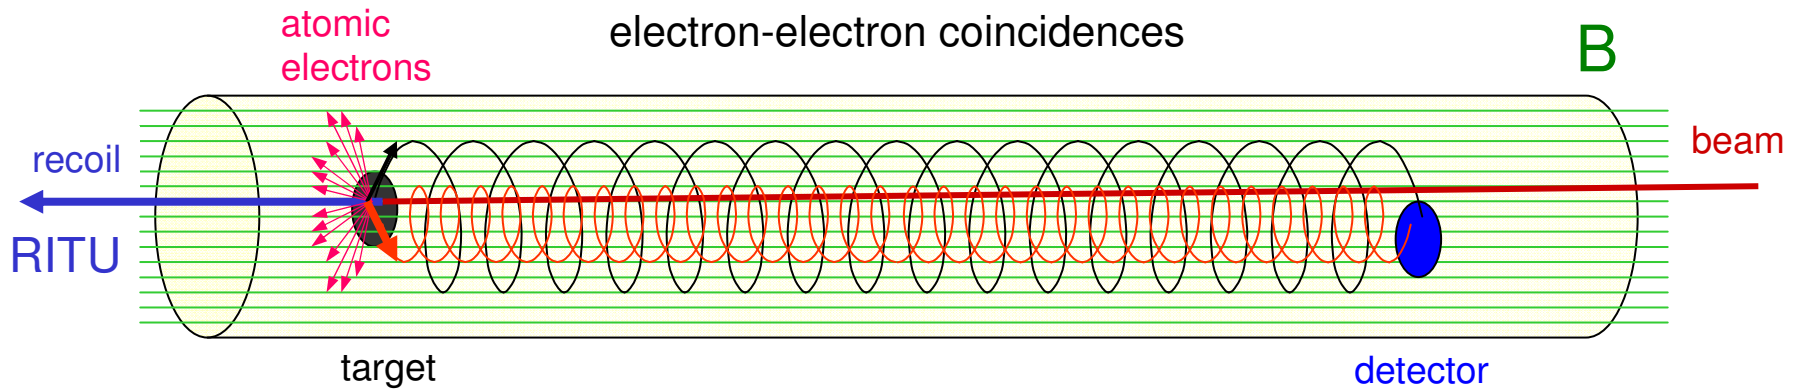 atomic
electrons
electron-electron coincidences
B
recoil
beam
RITU
target
detector